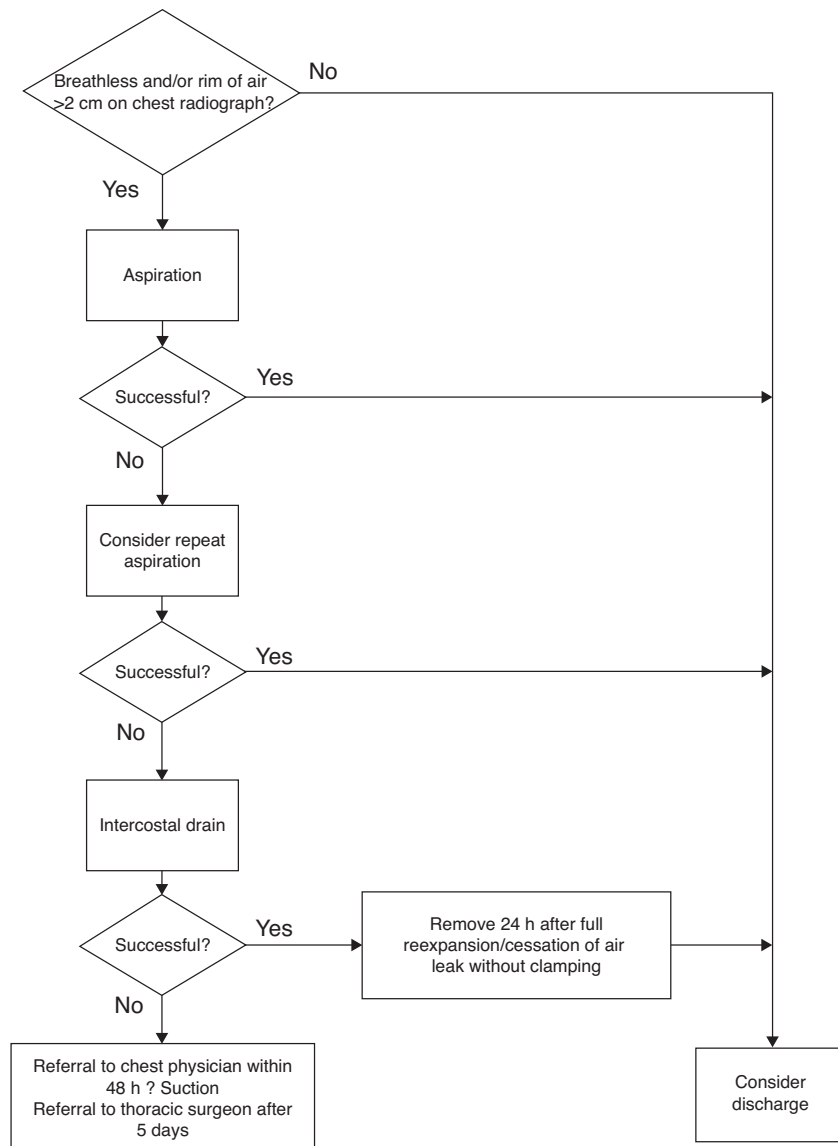 Breathless and/or rim of air
>2 cm on chest radiograph?
No
Yes
Aspiration
Successful?
Yes
No
Consider repeat
aspiration
Successful?
Yes
No
Intercostal drain
Successful?
Yes
Remove 24 h after full
reexpansion/cessation of air
leak without clamping
No
Referral to chest physician within
48 h ? Suction
Referral to thoracic surgeon after
5 days
Consider
discharge